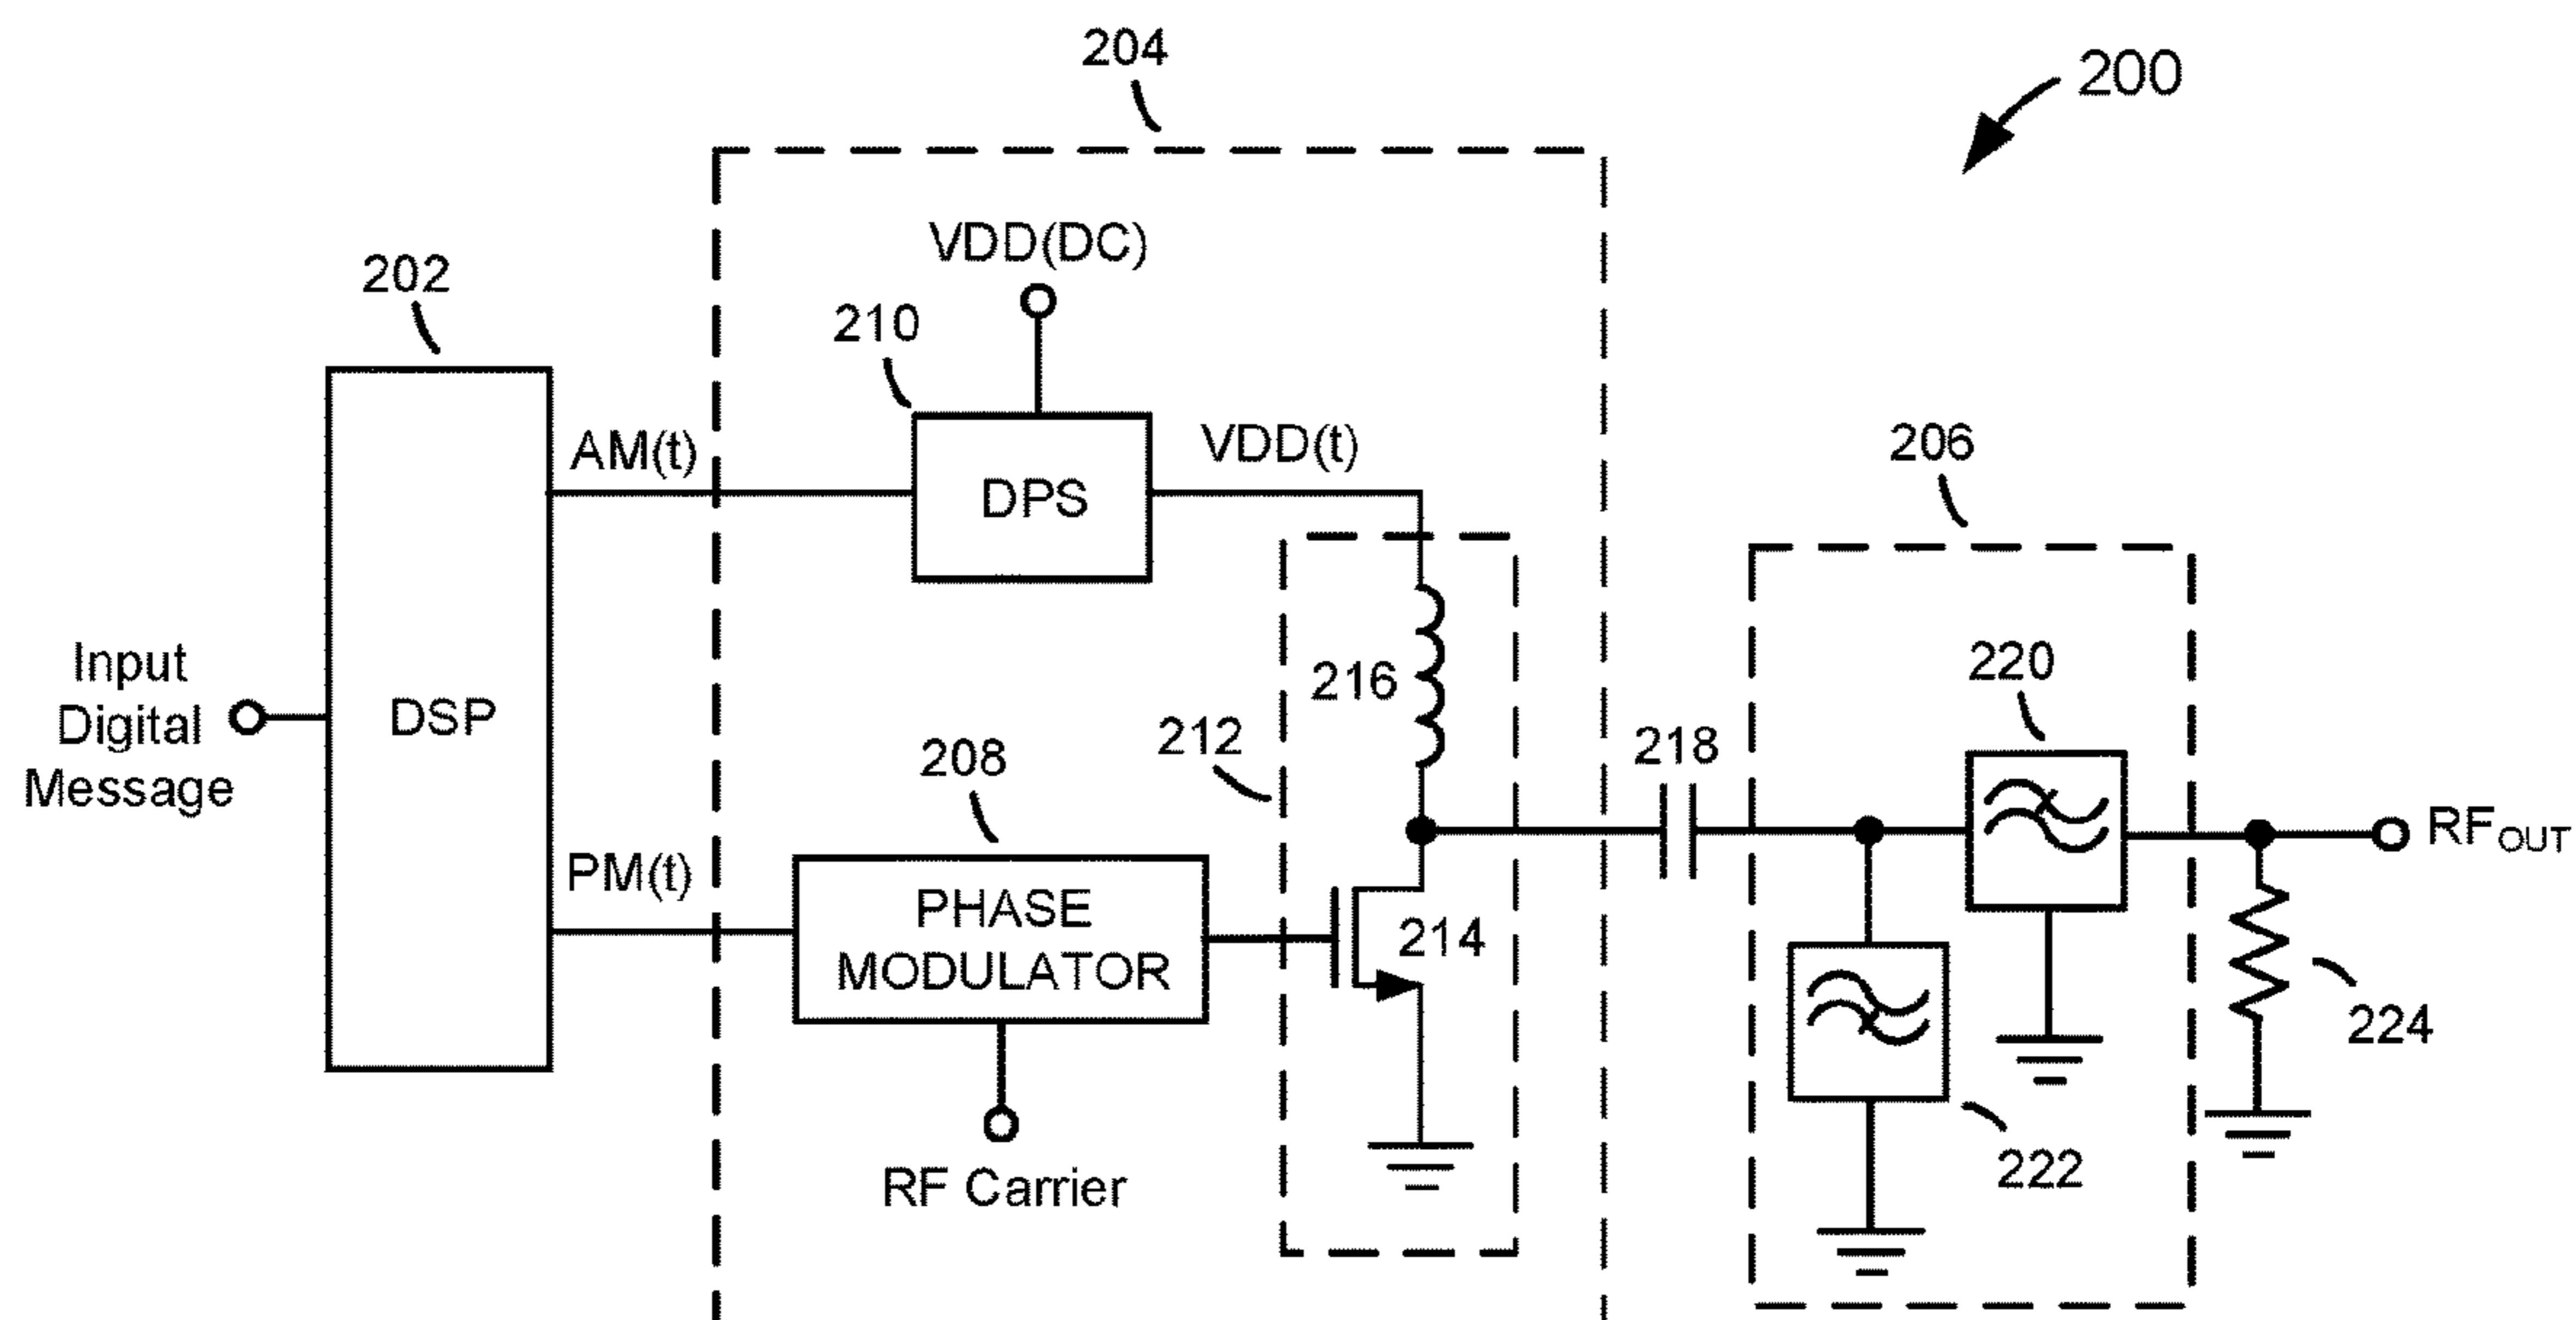 204
200
VDD(DC)
202
210
AM(t)
VDD(t)
206
DPS
Input
Digital
Message
DSP
216
220
212
218
208
PM(t)
PHASE
MODULATOR
214
RF Carrier
222
224
RFOUT